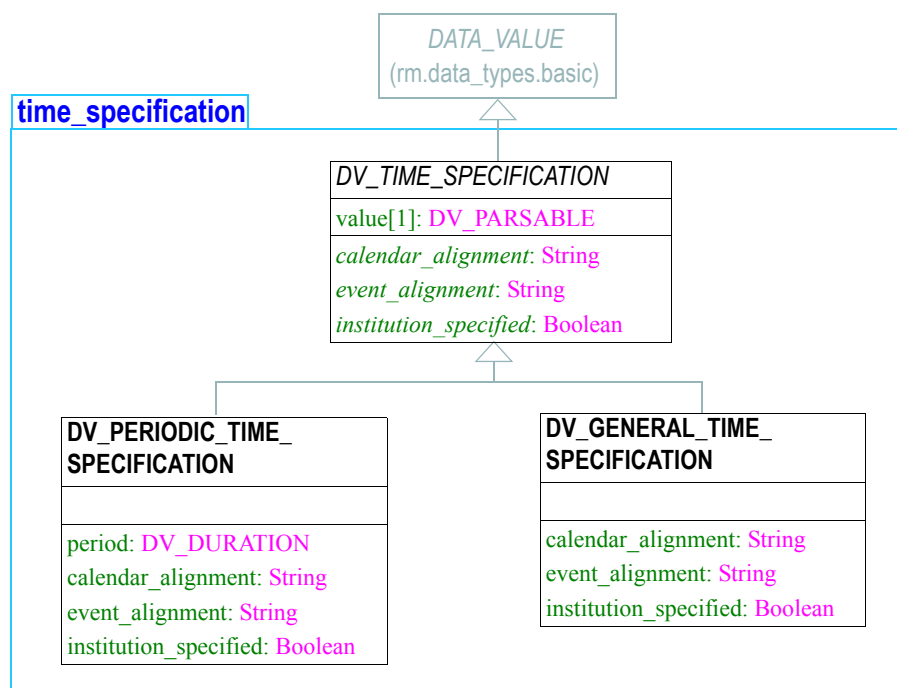 DATA_VALUE
(rm.data_types.basic)
time_specification
DV_TIME_SPECIFICATION
value[1]: DV_PARSABLE
calendar_alignment: String
event_alignment: String
institution_specified: Boolean
DV_PERIODIC_TIME_
SPECIFICATION
period: DV_DURATION
calendar_alignment: String
event_alignment: String
institution_specified: Boolean
DV_GENERAL_TIME_
SPECIFICATION
calendar_alignment: String
event_alignment: String
institution_specified: Boolean